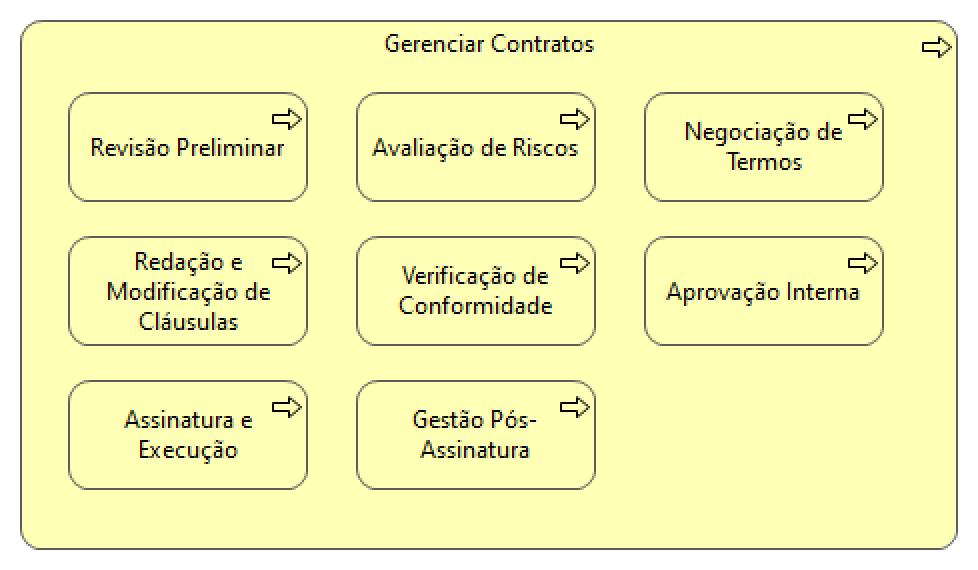 Gerenciar Contratos
Revisão Preliminar
Avaliação de Riscos
Negociação de
Termos
Redação e
Modificação de
Cláusulas
Verificação de
Conformidade
Aprovação Interna
Assinatura e
Execução
Gestão Pós-
Assinatura